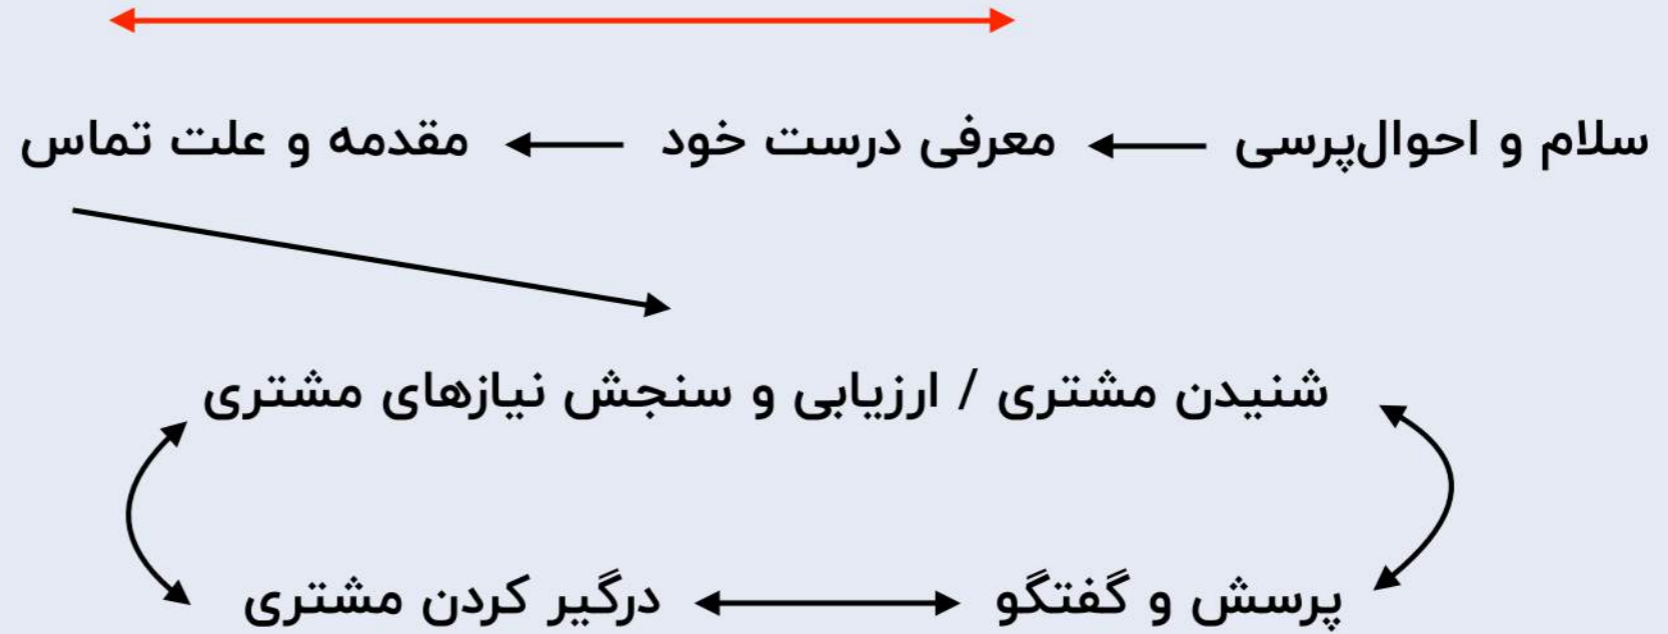 سلام و احوال‌پرسی معرفی درست خود مقدمه و علت تماس
شنیدن مشتری / ارزیابی و سنجش نیازهای مشتری
پرسش و گفتگو درگیر کردن مشتری